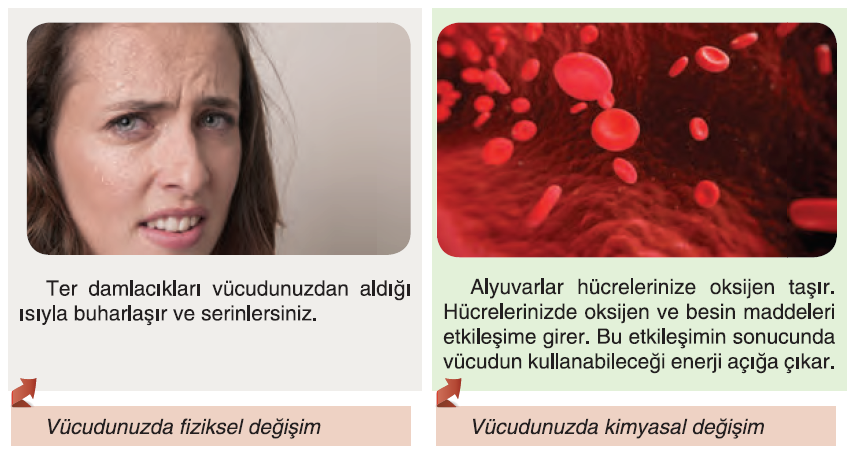 Ter damlacıkları vücudunuzdan aldığı
ısıyla buharlaşır ve serinlersiniz.
Vücudunuzda fiziksel değişim
Alyuvarlar hücrelerinize oksijen taşır.
Hücrelerinizde oksijen ve besin maddeleri
etkileşime girer. Bu etkileşimin sonucunda
vücudun kullanabileceği enerji açığa çıkar.
Vücudunuzda kimyasal değişim